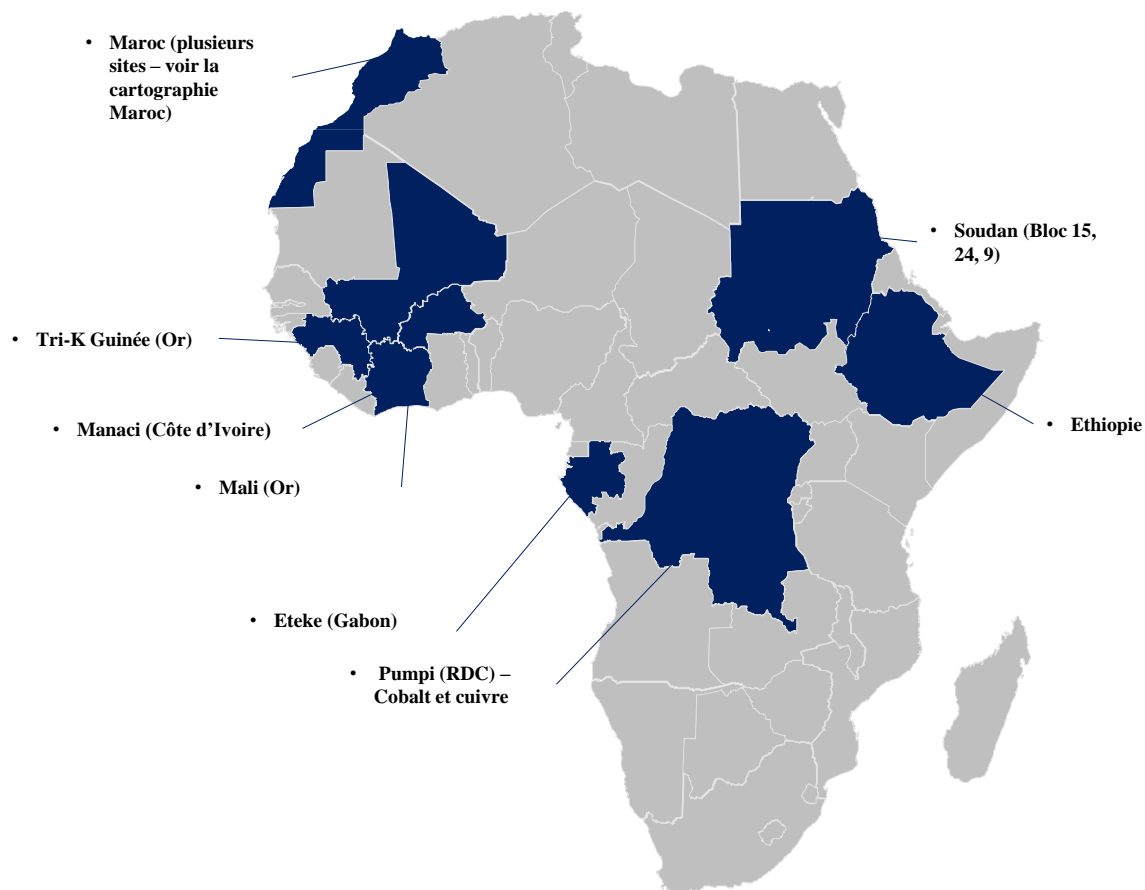 • Maroc (plusieurs
sites – voir la
cartographie
Maroc)
• Soudan (Bloc 15,
24, 9)
• Tri-K Guinée (Or)
• Manaci (Côte d’Ivoire)
• Ethiopie
• Mali (Or)
• Eteke (Gabon)
• Pumpi (RDC) –
Cobalt et cuivre